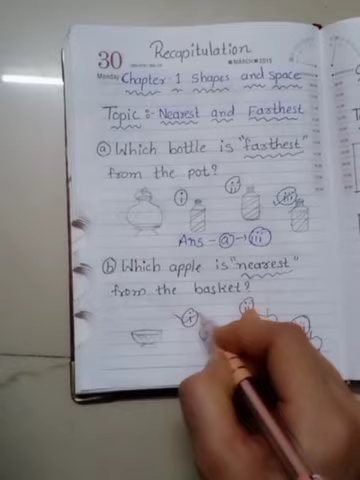 Recapitulation
30 MARCH 2015
Monday Chapter-1 Shapes and Space
Topic :- Nearest and Farthest
ⓐ Which bottle is "farthest"
from the pot?
ⓘ ⓘⓘ ⓘⓘⓘ
Ans - ⓐ → ⓘⓘⓘ
ⓑ Which apple is "nearest"
from the basket?
ⓘ ⓘⓘ